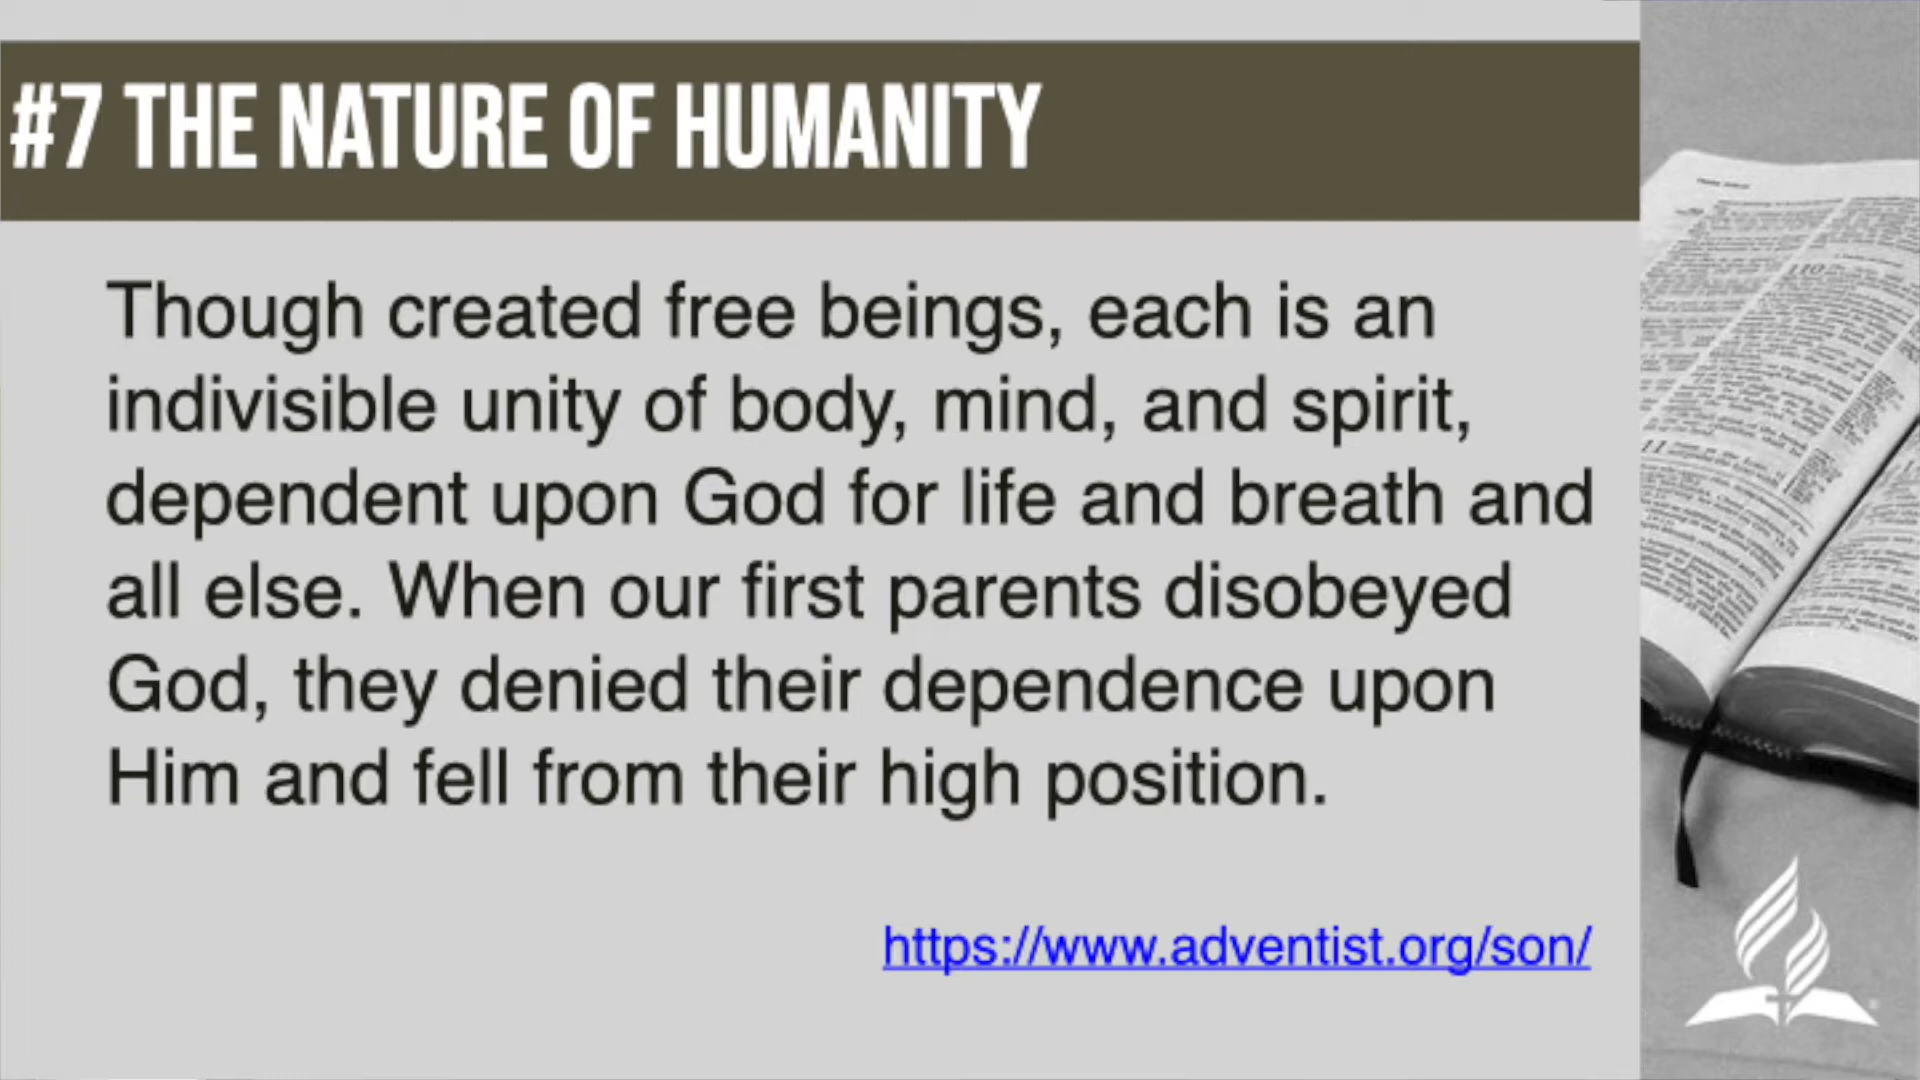 #7 THE NATURE OF HUMANITY
Though created free beings, each is an
indivisible unity of body, mind, and spirit,
dependent upon God for life and breath and
all else. When our first parents disobeyed
God, they denied their dependence upon
Him and fell from their high position.
https://www.adventist.org/son/
110
11